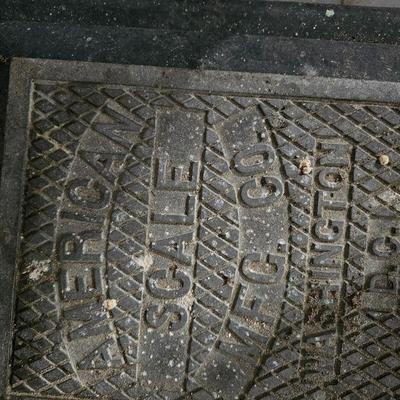 AMERICAN
SCALE
MFG. CO.
WASHINGTON
D.C.